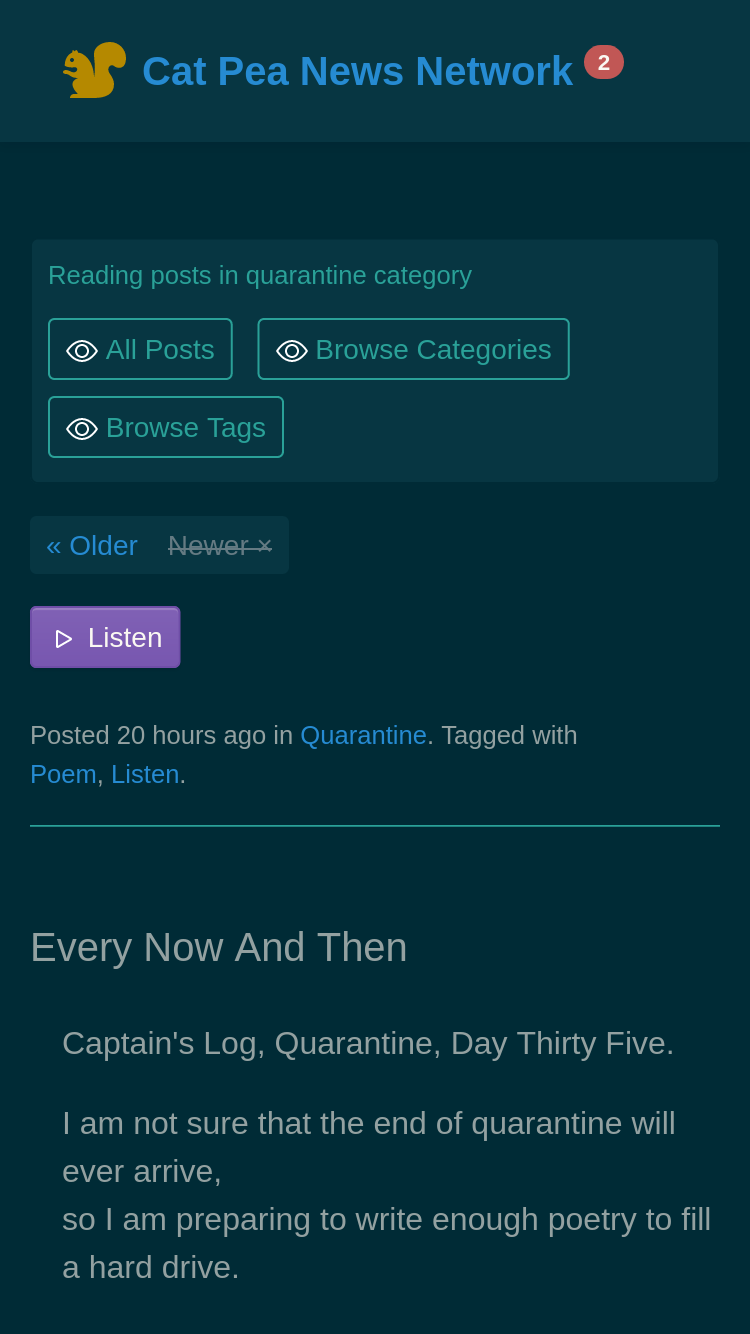 Cat Pea News Network 2
Reading posts in quarantine category
All Posts Browse Categories
Browse Tags
« Older Newer ×
Listen
Posted 20 hours ago in Quarantine. Tagged with
Poem, Listen.
Every Now And Then
Captain's Log, Quarantine, Day Thirty Five.
I am not sure that the end of quarantine will
ever arrive,
so I am preparing to write enough poetry to fill
a hard drive.